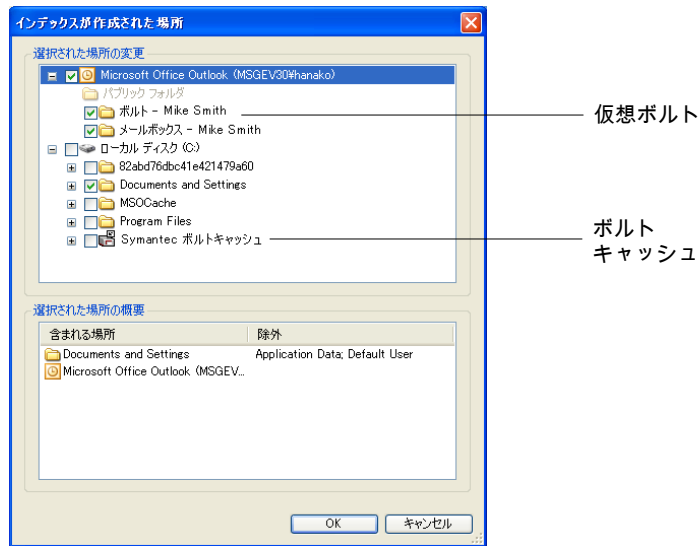 インデックスが作成された場所
選択された場所の変更
Microsoft Office Outlook (MSGEV30¥hanako)
パブリック フォルダ
ボルト - Mike Smith
メールボックス - Mike Smith
ローカル ディスク (C:)
82abd76dbc41e421479a60
Documents and Settings
MSOCache
Program Files
Symantec ボルトキャッシュ
仮想ボルト
ボルト
キャッシュ
選択された場所の概要
含まれる場所 除外
Documents and Settings Application Data; Default User
Microsoft Office Outlook (MSGEV...
OK キャンセル